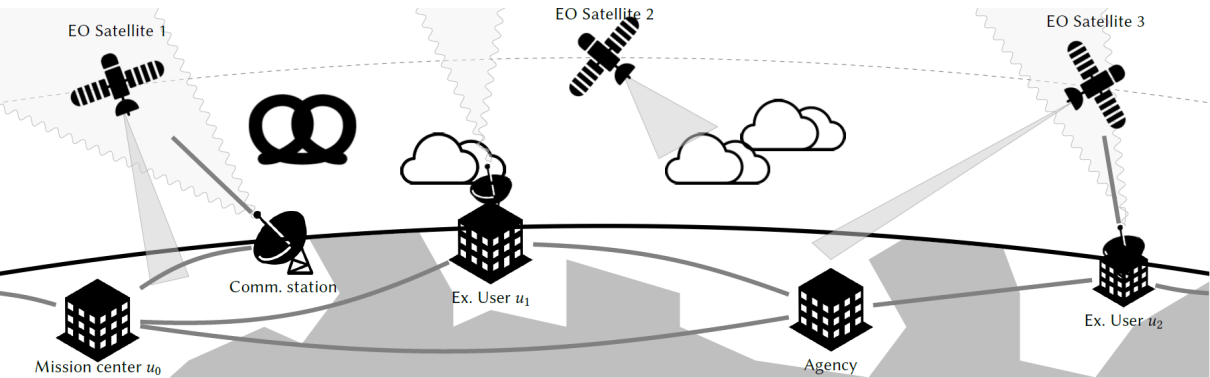 EO Satellite 1
EO Satellite 2
EO Satellite 3
Comm. station
Ex. User u₁
Mission center u₀
Agency
Ex. User u₂